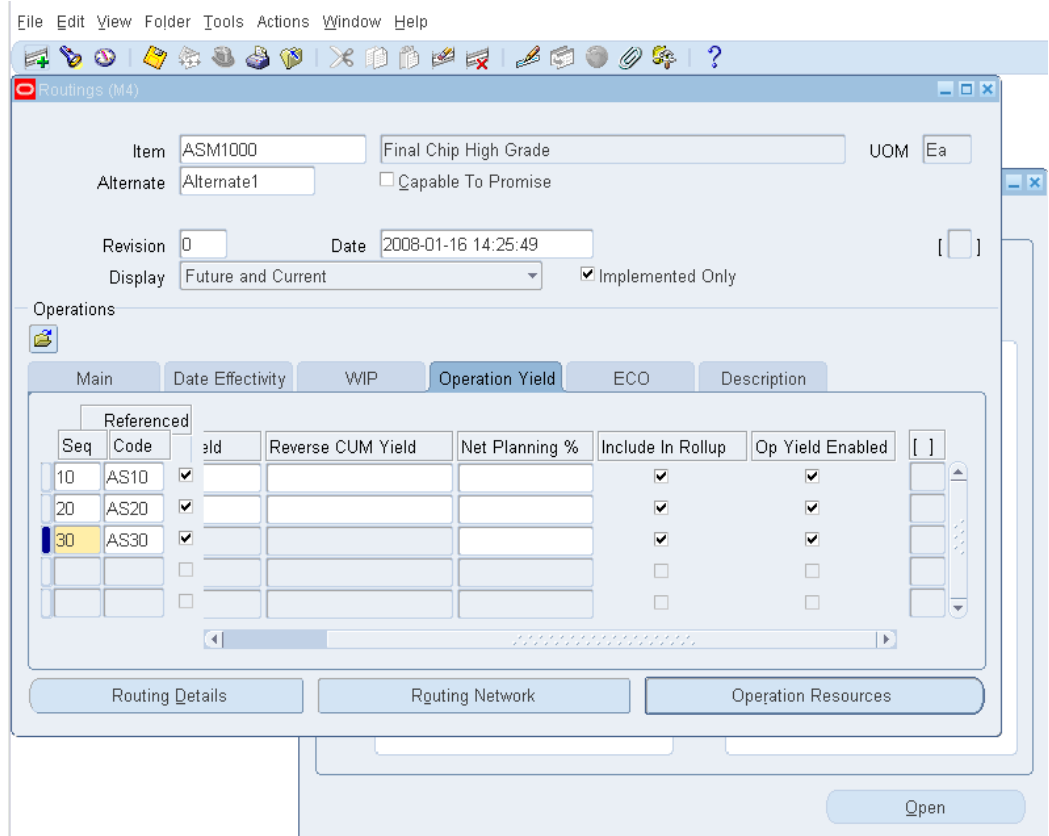 File Edit View Folder Tools Actions Window Help
Routings (M4)
Item ASM1000 Final Chip High Grade UOM Ea
Alternate Alternate1 Capable To Promise
Revision 0 Date 2008-01-16 14:25:49 [ ]
Display Future and Current Implemented Only
Operations
Main Date Effectivity WIP Operation Yield ECO Description
Referenced
Seq Code eld Reverse CUM Yield Net Planning % Include In Rollup Op Yield Enabled [ ]
10 AS10
20 AS20
30 AS30
Routing Details Routing Network Operation Resources
Open